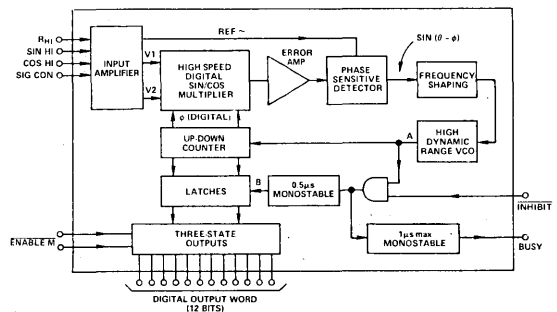 R HI
SIN HI
COS HI
SIG CON
INPUT
AMPLIFIER
REF ~
V1
V2
HIGH SPEED
DIGITAL
SIN/COS
MULTIPLIER
ERROR
AMP
PHASE
SENSITIVE
DETECTOR
SIN (θ - ϕ)
FREQUENCY
SHAPING
ϕ (DIGITAL)
UP-DOWN
COUNTER
A
HIGH
DYNAMIC
RANGE VCO
LATCHES
B
0.5μs
MONOSTABLE
INHIBIT
ENABLE M
THREE-STATE
OUTPUTS
1μs max
MONOSTABLE
BUSY
DIGITAL OUTPUT WORD
(12 BITS)